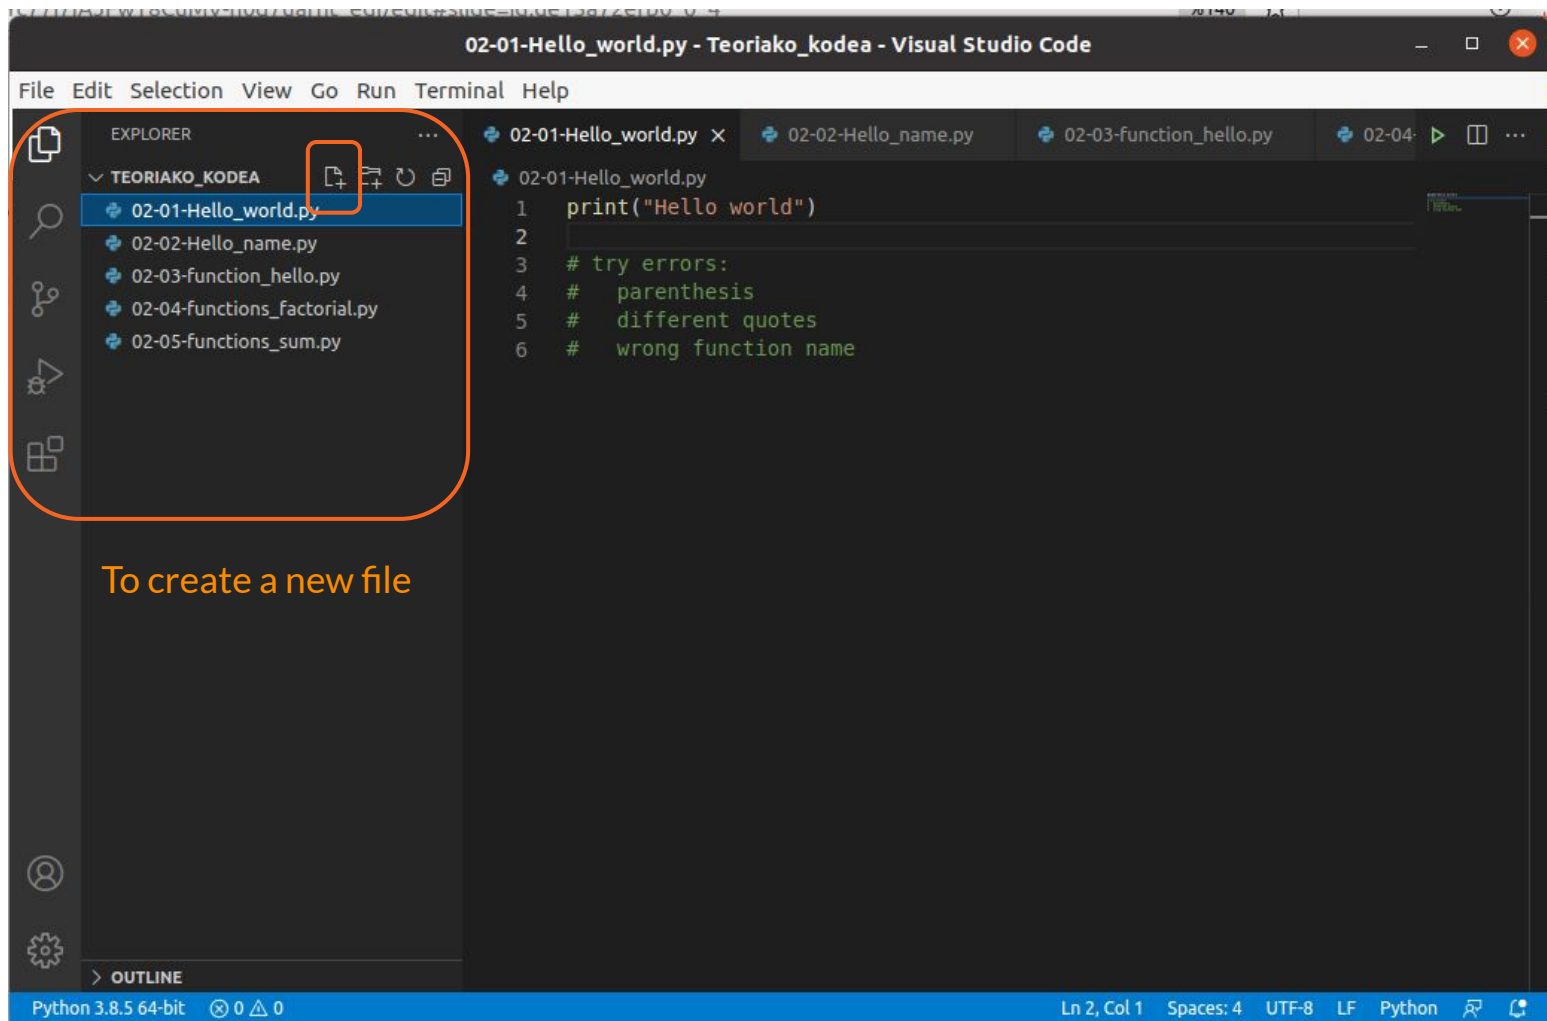 02-01-Hello_world.py - Teoriako_kodea - Visual Studio Code
File Edit Selection View Go Run Terminal Help
EXPLORER
TEORIAKO_KODEA
02-01-Hello_world.py
02-02-Hello_name.py
02-03-function_hello.py
02-04-functions_factorial.py
02-05-functions_sum.py
To create a new file
OUTLINE
02-01-Hello_world.py 02-02-Hello_name.py 02-03-function_hello.py 02-04-
02-01-Hello_world.py
1 print("Hello world")
2
3 # try errors:
4 #   parenthesis
5 #   different quotes
6 #   wrong function name
Python 3.8.5 64-bit 0 0 Ln 2, Col 1 Spaces: 4 UTF-8 LF Python